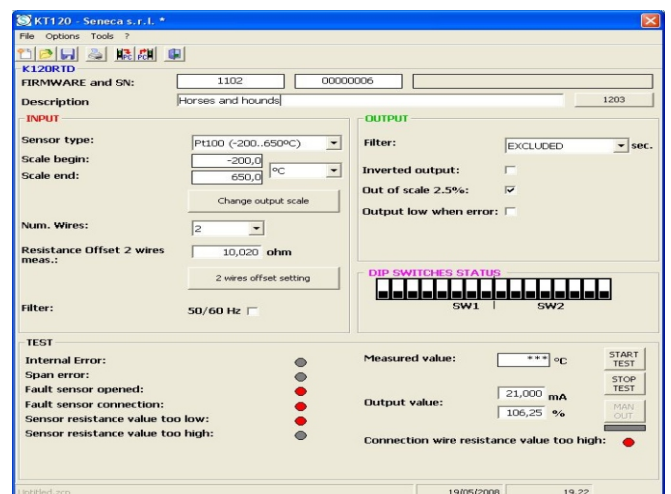 KT120 - Seneca s.r.l. *
File Options Tools ?
K120RTD
FIRMWARE and SN: 1102 00000006
Description Horses and hounds 1203
INPUT
Sensor type: Pt100 (-200..650ºC)
Scale begin: -200,0
Scale end: 650,0 ºC
Change output scale
Num. Wires: 2
Resistance Offset 2 wires meas.: 10,020 ohm
2 wires offset setting
Filter: 50/60 Hz
OUTPUT
Filter: EXCLUDED sec.
Inverted output:
Out of scale 2.5%:
Output low when error:
DIP SWITCHES STATUS
SW1 | SW2
TEST
Internal Error:
Span error:
Fault sensor opened:
Fault sensor connection:
Sensor resistance value too low:
Sensor resistance value too high:
Measured value: *** ºC
Output value: 21,000 mA
106,25 %
START TEST
STOP TEST
MAN OUT
Connection wire resistance value too high:
19/05/2008 19.22